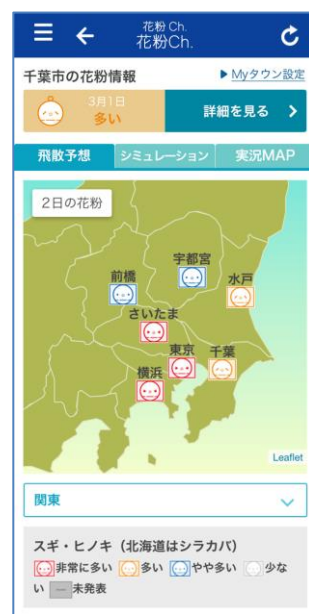 花粉 Ch.
花粉Ch.
千葉市の花粉情報
▶ Myタウン設定
3月1日
多い
詳細を見る
飛散予想
シミュレーション
実況MAP
2日の花粉
宇都宮
前橋
水戸
さいたま
東京
千葉
横浜
Leaflet
関東
スギ・ヒノキ（北海道はシラカバ）
非常に多い 多い やや多い 少な
い 未発表